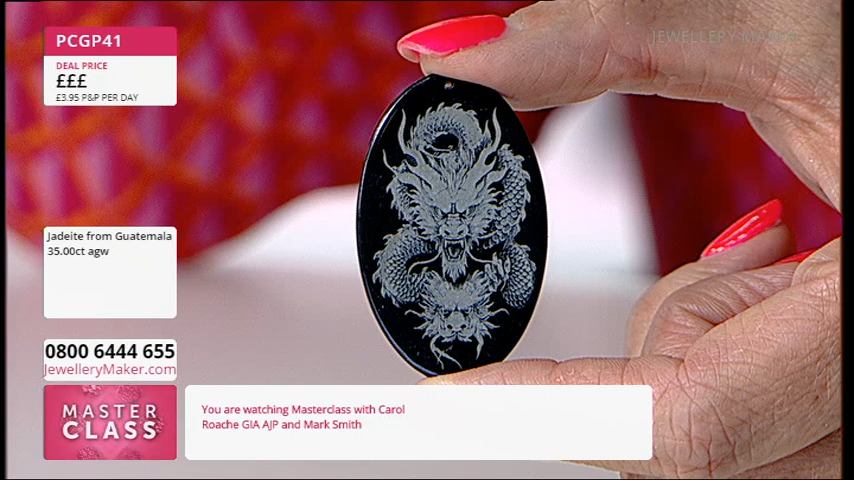 PCGP41
DEAL PRICE
£££
£3.95 P&P PER DAY
JEWELLERY MAKER
Jadeite from Guatemala
35.00ct agw
0800 6444 655
JewelleryMaker.com
MASTER
CLASS
You are watching Masterclass with Carol
Roache GIA AJP and Mark Smith